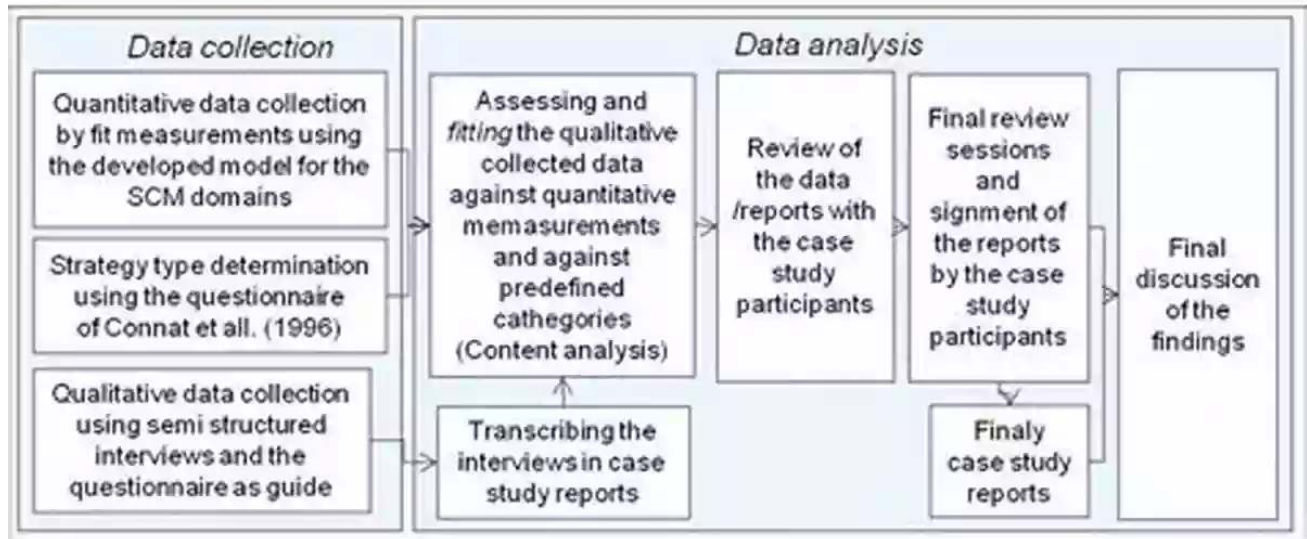 Data collection
Quantitative data collection
by fit measurements using
the developed model for the
SCM domains
Strategy type determination
using the questionnaire
of Connat et all. (1996)
Qualitative data collection
using semi structured
interviews and the
questionnaire as guide
Data analysis
Assessing and
fitting the qualitative
collected data
against quantitative
memasurements
and against
predefined
cathegories
(Content analysis)
Transcribing the
interviews in case
study reports
Review of
the data
/reports with
the case
study
participants
Final review
sessions
and
signment of
the reports
by the case
study
participants
Finaly
case study
reports
Final
discussion
of the
findings